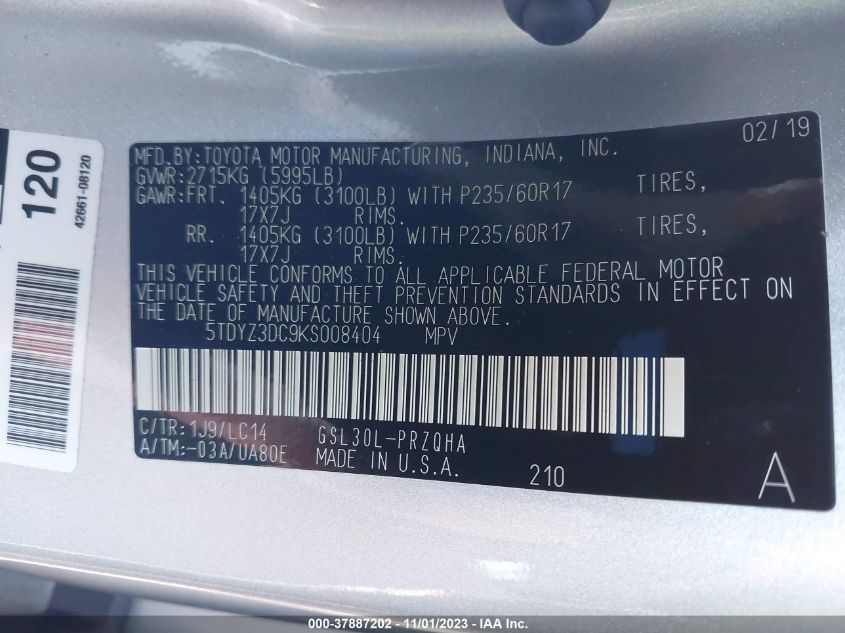 120
42661-08120
02/19
MFD.BY:TOYOTA MOTOR MANUFACTURING, INDIANA, INC.
GVWR:2715KG (5995LB)
GAWR:FRT. 1405KG (3100LB) WITH P235/60R17 TIRES,
17X7J RIMS.
RR. 1405KG (3100LB) WITH P235/60R17 TIRES,
17X7J RIMS.
THIS VEHICLE CONFORMS TO ALL APPLICABLE FEDERAL MOTOR
VEHICLE SAFETY AND THEFT PREVENTION STANDARDS IN EFFECT ON
THE DATE OF MANUFACTURE SHOWN ABOVE.
5TDYZ3DC9KS008404 MPV
C/TR:1J9/LC14 GSL30L-PRZQHA
A/TM:-03A/UA80E MADE IN U.S.A. 210
A
000-37887202 - 11/01/2023 - IAAI.com